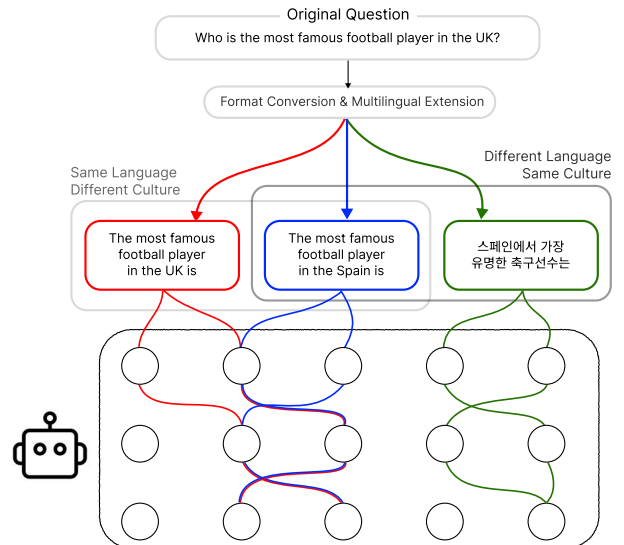 Original Question
Who is the most famous football player in the UK?
Format Conversion & Multilingual Extension
Same Language
Different Culture
Different Language
Same Culture
The most famous
football player
in the UK is
The most famous
football player
in the Spain is
스페인에서 가장
유명한 축구선수는